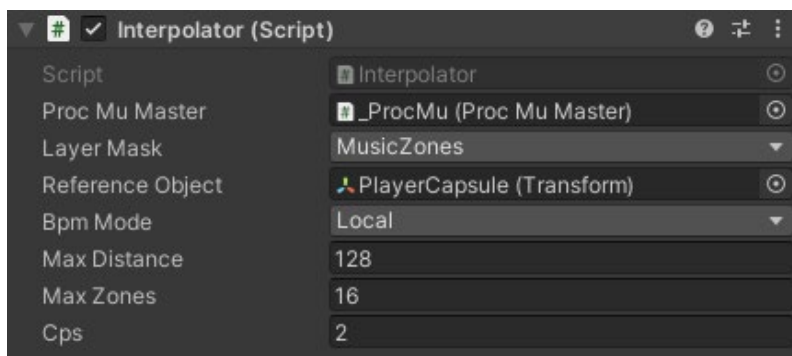 # Interpolator (Script)
Script # Interpolator
Proc Mu Master # _ProcMu (Proc Mu Master)
Layer Mask MusicZones
Reference Object PlayerCapsule (Transform)
Bpm Mode Local
Max Distance 128
Max Zones 16
Cps 2